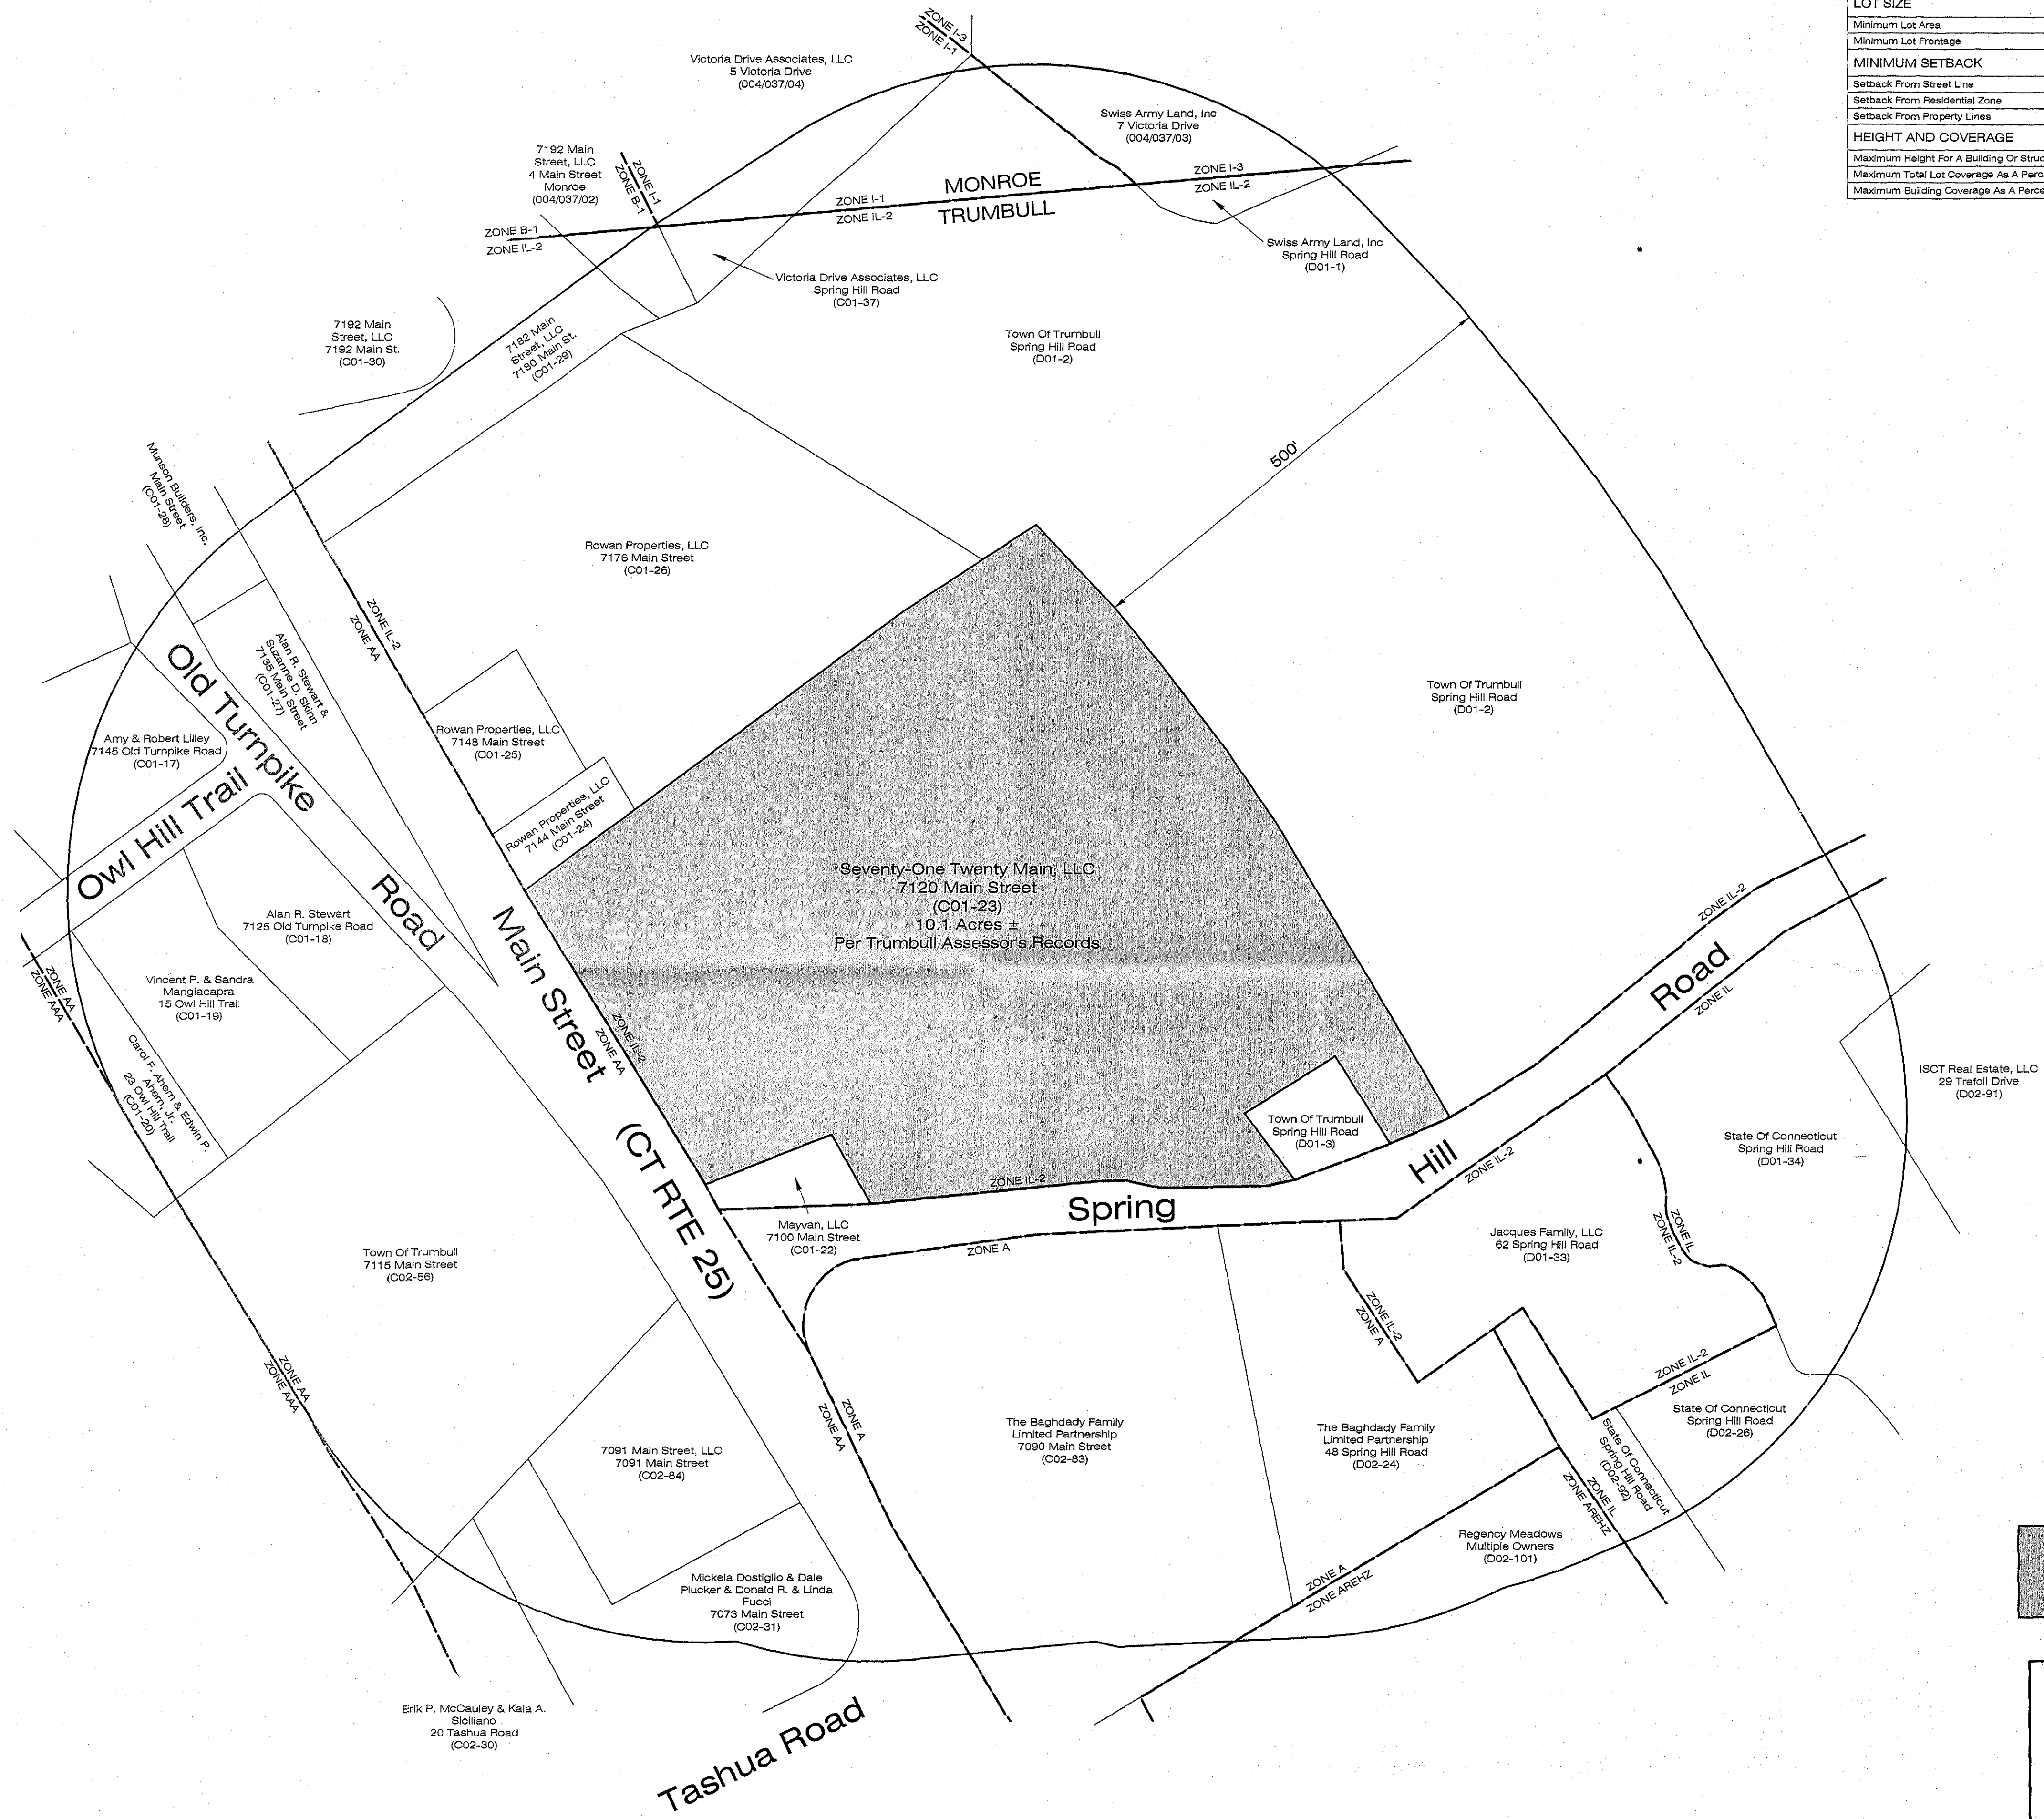 LOT SIZE
Minimum Lot Area
Minimum Lot Frontage
MINIMUM SETBACK
Setback From Street Line
Setback From Residential Zone
Setback From Property Lines
HEIGHT AND COVERAGE
Maximum Height For A Building Or Struc
Maximum Total Lot Coverage As A Perce
Maximum Building Coverage As A Perce
ZONE I-3
ZONE I-1
Victoria Drive Associates, LLC
5 Victoria Drive
(004/037/04)
Swiss Army Land, Inc
7 Victoria Drive
(004/037/03)
7192 Main
Street, LLC
4 Main Street
Monroe
(004/037/02)
ZONE I-1
ZONE B-1
ZONE B-1
ZONE IL-2
ZONE I-1
ZONE IL-2
MONROE
TRUMBULL
ZONE I-3
ZONE IL-2
Swiss Army Land, Inc
Spring Hill Road
(D01-1)
Victoria Drive Associates, LLC
Spring Hill Road
(C01-37)
7192 Main
Street, LLC
7192 Main St.
(C01-30)
7182 Main
Street, LLC
7180 Main St.
(C01-29)
Town Of Trumbull
Spring Hill Road
(D01-2)
500'
Munson Builders, Inc.
Main Street
(C01-28)
Rowan Properties, LLC
7176 Main Street
(C01-26)
ZONE IL-2
ZONE AA
Alan R. Stewart &
Suzanne D. Skinn
7135 Main Street
(C01-27)
Old Turnpike
Road
Town Of Trumbull
Spring Hill Road
(D01-2)
Rowan Properties, LLC
7148 Main Street
(C01-25)
Amy & Robert Lilley
7145 Old Turnpike Road
(C01-17)
Owl Hill Trail
Rowan Properties, LLC
7144 Main Street
(C01-24)
Seventy-One Twenty Main, LLC
7120 Main Street
(C01-23)
10.1 Acres ±
Per Trumbull Assessor's Records
Alan R. Stewart
7125 Old Turnpike Road
(C01-18)
Main Street
(CT RTE 25)
ZONE IL-2
ZONE AA
ZONE IL-2
ZONE IL
ZONE AA
ZONE AAA
Vincent P. & Sandra
Mangiacapra
15 Owl Hill Trail
(C01-19)
Carol F. Ahern & Edwin P.
Ahern, Jr.
23 Owl Hill Trail
(C01-20)
Town Of Trumbull
Spring Hill Road
(D01-3)
Spring
Hill
Road
ZONE IL-2
ZONE IL-2
ZONE A
ISCT Real Estate, LLC
29 Trefoil Drive
(D02-91)
State Of Connecticut
Spring Hill Road
(D01-34)
Mayvan, LLC
7100 Main Street
(C01-22)
Jacques Family, LLC
62 Spring Hill Road
(D01-33)
ZONE IL
ZONE IL-2
Town Of Trumbull
7115 Main Street
(C02-56)
ZONE IL-2
ZONE A
ZONE AA
ZONE AAA
ZONE IL-2
ZONE IL
State Of Connecticut
Spring Hill Road
(D02-26)
ZONE A
ZONE AA
The Baghdady Family
Limited Partnership
7090 Main Street
(C02-83)
The Baghdady Family
Limited Partnership
48 Spring Hill Road
(D02-24)
State Of Connecticut
Spring Hill Road
(D02-92)
ZONE IL
ZONE AREHZ
7091 Main Street, LLC
7091 Main Street
(C02-84)
Regency Meadows
Multiple Owners
(D02-101)
ZONE A
ZONE AREHZ
Mickela Dostiglio & Dale
Plucker & Donald R. & Linda
Fucci
7073 Main Street
(C02-31)
Erik P. McCauley & Kala A.
Siciliano
20 Tashua Road
(C02-30)
Tashua Road